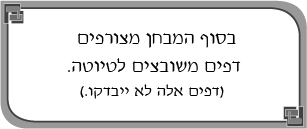 בסוף המבחן מצורפים
דפים משובצים לטיוטה.
(דפים אלה לא ייבדקו.)